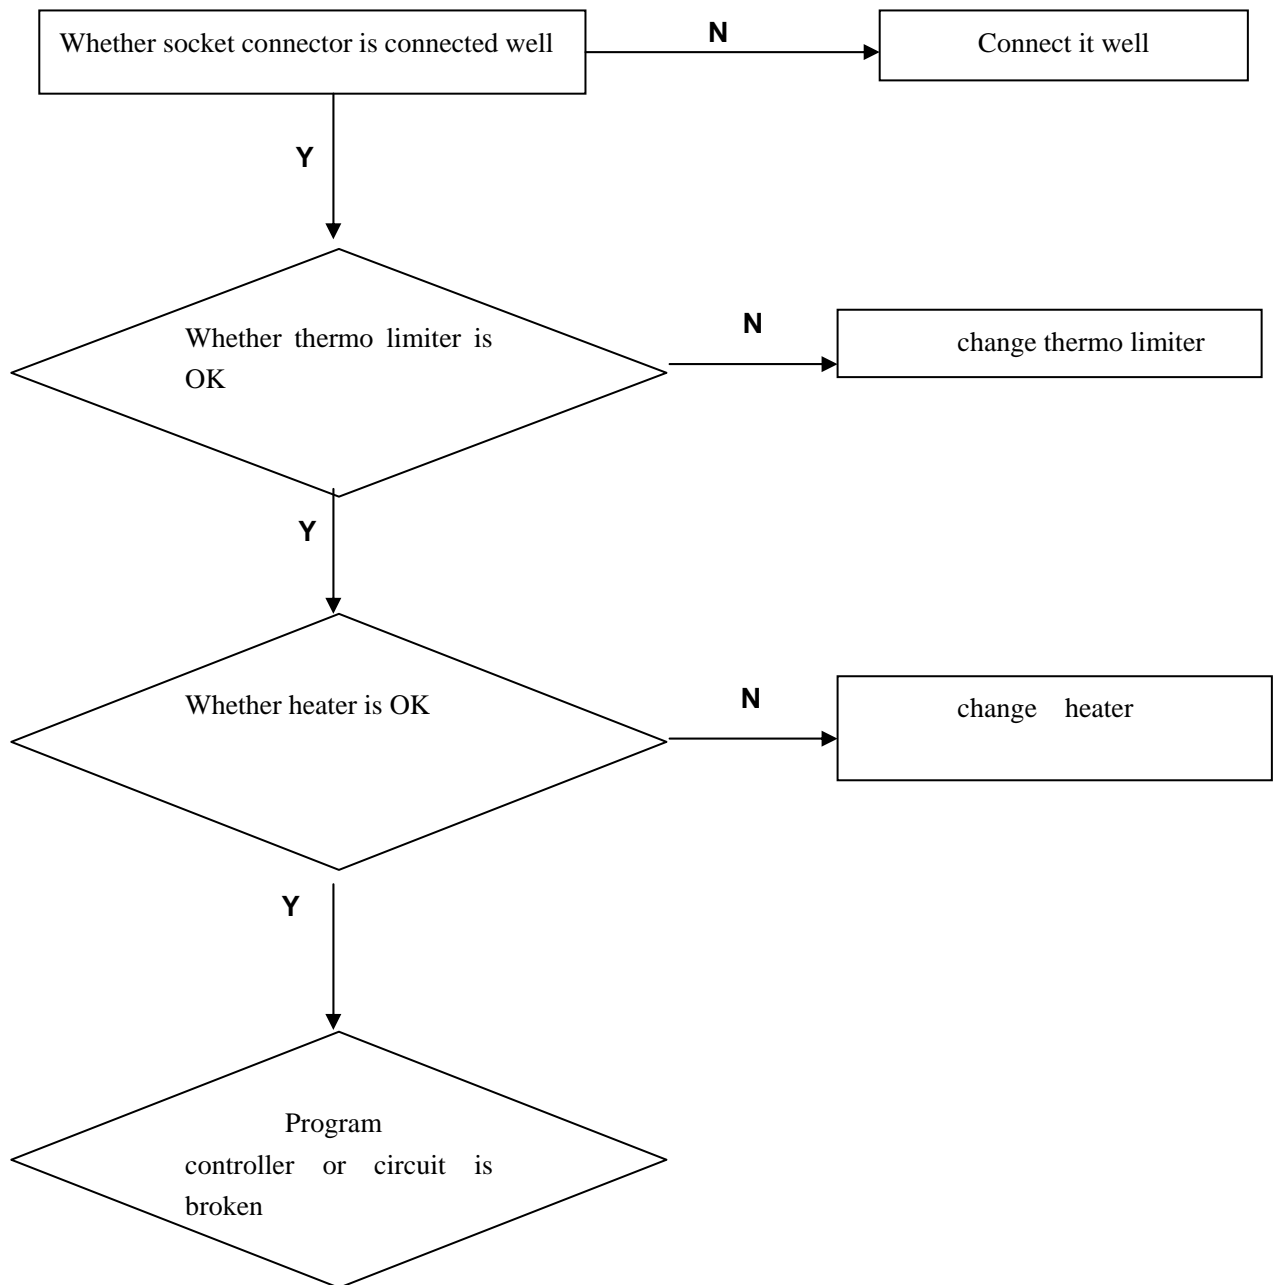 Whether socket connector is connected well
N
Connect it well
Y
Whether thermo limiter is
OK
N
change thermo limiter
Y
Whether heater is OK
N
change heater
Y
Program
controller or circuit is
broken